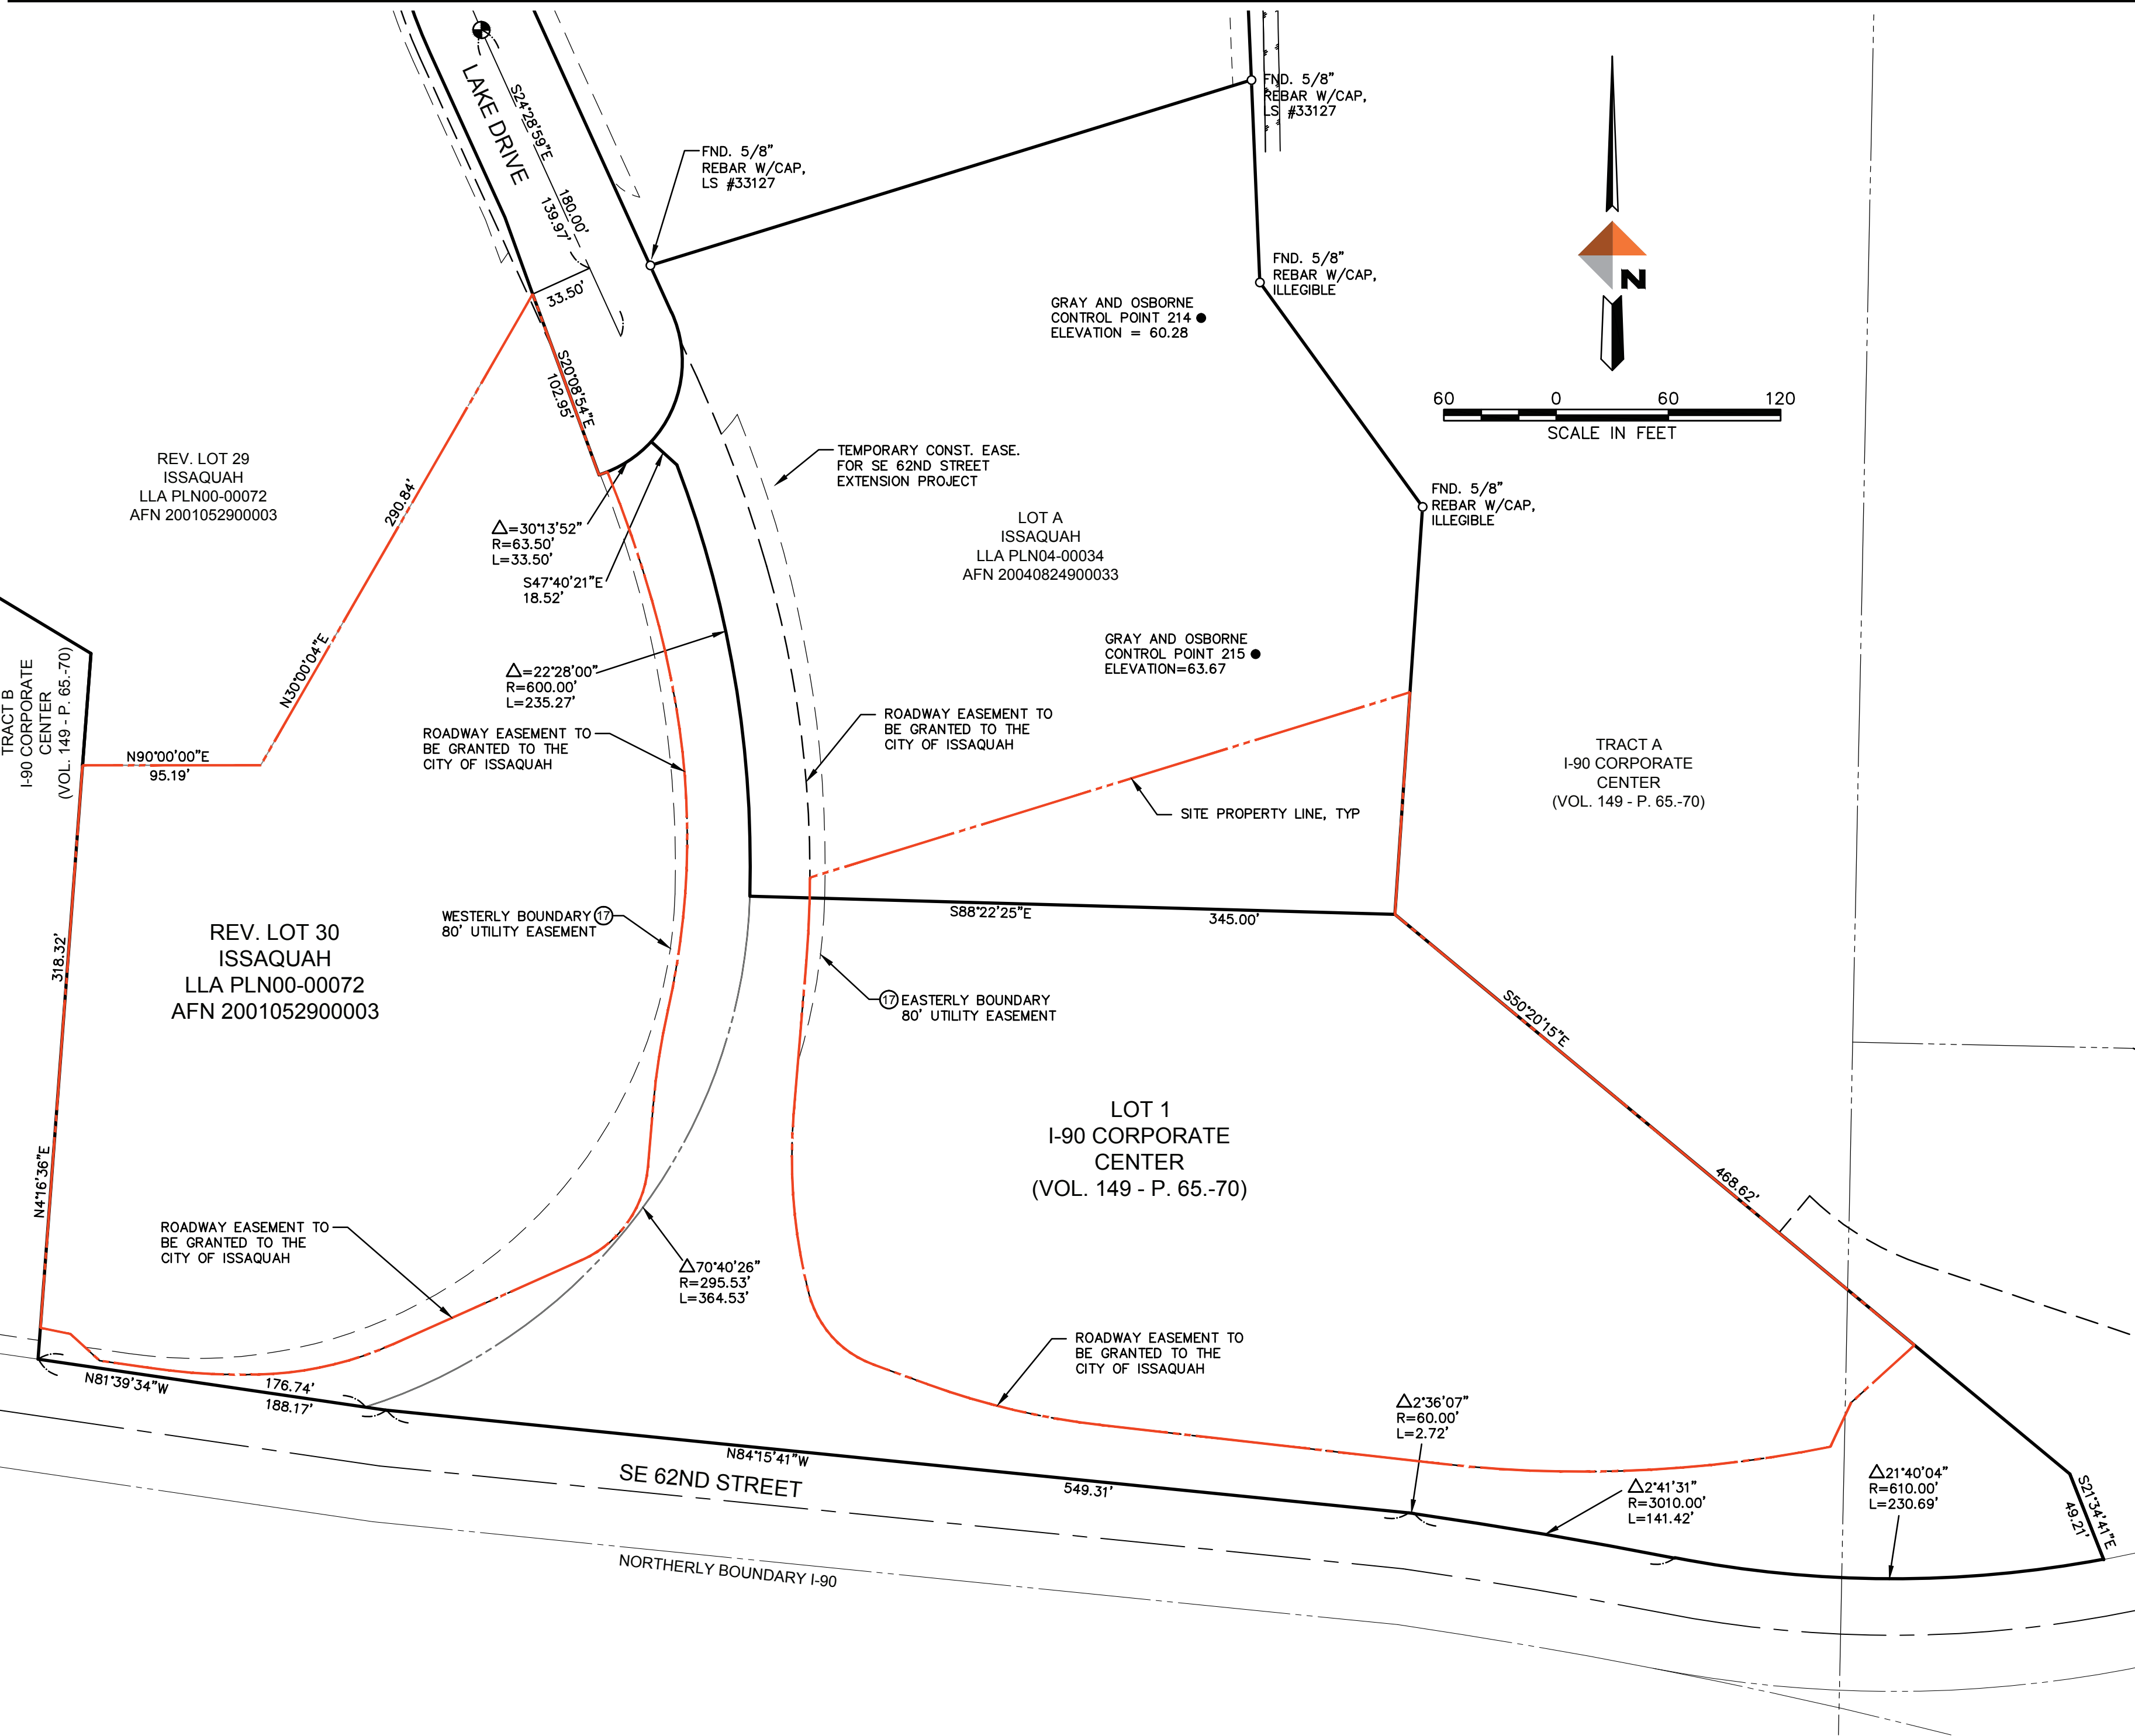 LAKE DRIVE
S24°28'59"E
180.00'
139.97'
33.50'
FND. 5/8"
REBAR W/CAP,
LS #33127
FND. 5/8"
REBAR W/CAP,
LS #33127
FND. 5/8"
REBAR W/CAP,
ILLEGIBLE
GRAY AND OSBORNE
CONTROL POINT 214
ELEVATION = 60.28
N
60 0 60 120
SCALE IN FEET
S20°08'54"E
102.95'
REV. LOT 29
ISSAQUAH
LLA PLN00-00072
AFN 2001052900003
290.84'
N30°00'04"E
TEMPORARY CONST. EASE.
FOR SE 62ND STREET
EXTENSION PROJECT
FND. 5/8"
REBAR W/CAP,
ILLEGIBLE
LOT A
ISSAQUAH
LLA PLN04-00034
AFN 20040824900033
Δ=30°13'52"
R=63.50'
L=33.50'
S47°40'21"E
18.52'
GRAY AND OSBORNE
CONTROL POINT 215
ELEVATION=63.67
Δ=22°28'00"
R=600.00'
L=235.27'
TRACT B
I-90 CORPORATE
CENTER
(VOL. 149 - P. 65.-70)
N90°00'00"E
95.19'
ROADWAY EASEMENT TO
BE GRANTED TO THE
CITY OF ISSAQUAH
ROADWAY EASEMENT TO
BE GRANTED TO THE
CITY OF ISSAQUAH
TRACT A
I-90 CORPORATE
CENTER
(VOL. 149 - P. 65.-70)
SITE PROPERTY LINE, TYP
WESTERLY BOUNDARY 17
80' UTILITY EASEMENT
S88°22'25"E
345.00'
REV. LOT 30
ISSAQUAH
LLA PLN00-00072
AFN 2001052900003
318.32'
N4°16'36"E
17 EASTERLY BOUNDARY
80' UTILITY EASEMENT
S50°20'15"E
468.62'
LOT 1
I-90 CORPORATE
CENTER
(VOL. 149 - P. 65.-70)
ROADWAY EASEMENT TO
BE GRANTED TO THE
CITY OF ISSAQUAH
Δ70°40'26"
R=295.53'
L=364.53'
ROADWAY EASEMENT TO
BE GRANTED TO THE
CITY OF ISSAQUAH
N81°39'34"W
176.74'
188.17'
N84°15'41"W
549.31'
SE 62ND STREET
Δ2°36'07"
R=60.00'
L=2.72'
Δ2°41'31"
R=3010.00'
L=141.42'
Δ21°40'04"
R=610.00'
L=230.69'
S21°34'41"E
49.21'
NORTHERLY BOUNDARY I-90